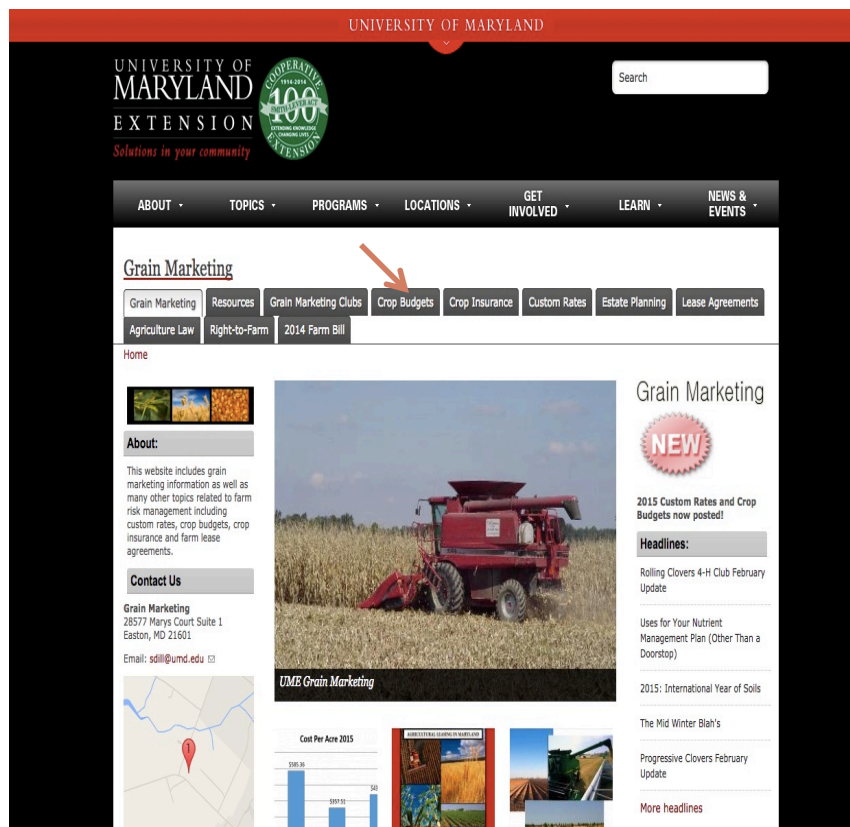 UNIVERSITY OF MARYLAND
UNIVERSITY OF
MARYLAND
EXTENSION
Solutions in your community
COOPERATIVE
1914-2014
100
SMITH-LEVER ACT
EXTENDING KNOWLEDGE
CHANGING LIVES
EXTENSION
Search
ABOUT
TOPICS
PROGRAMS
LOCATIONS
GET
INVOLVED
LEARN
NEWS &
EVENTS
Grain Marketing
Grain Marketing Resources Grain Marketing Clubs Crop Budgets Crop Insurance Custom Rates Estate Planning Lease Agreements
Agriculture Law Right-to-Farm 2014 Farm Bill
Home
About:
This website includes grain
marketing information as well as
many other topics related to farm
risk management including
custom rates, crop budgets, crop
insurance and farm lease
agreements.
Contact Us
Grain Marketing
28577 Marys Court Suite 1
Easton, MD 21601
Email: sdill@umd.edu
1
UME Grain Marketing
Cost Per Acre 2015
$505.36
$357.51
AGRICULTURAL LEASING IN MARYLAND
Grain Marketing
NEW
2015 Custom Rates and Crop
Budgets now posted!
Headlines:
Rolling Clovers 4-H Club February
Update
Uses for Your Nutrient
Management Plan (Other Than a
Doorstop)
2015: International Year of Soils
The Mid Winter Blah's
Progressive Clovers February
Update
More headlines